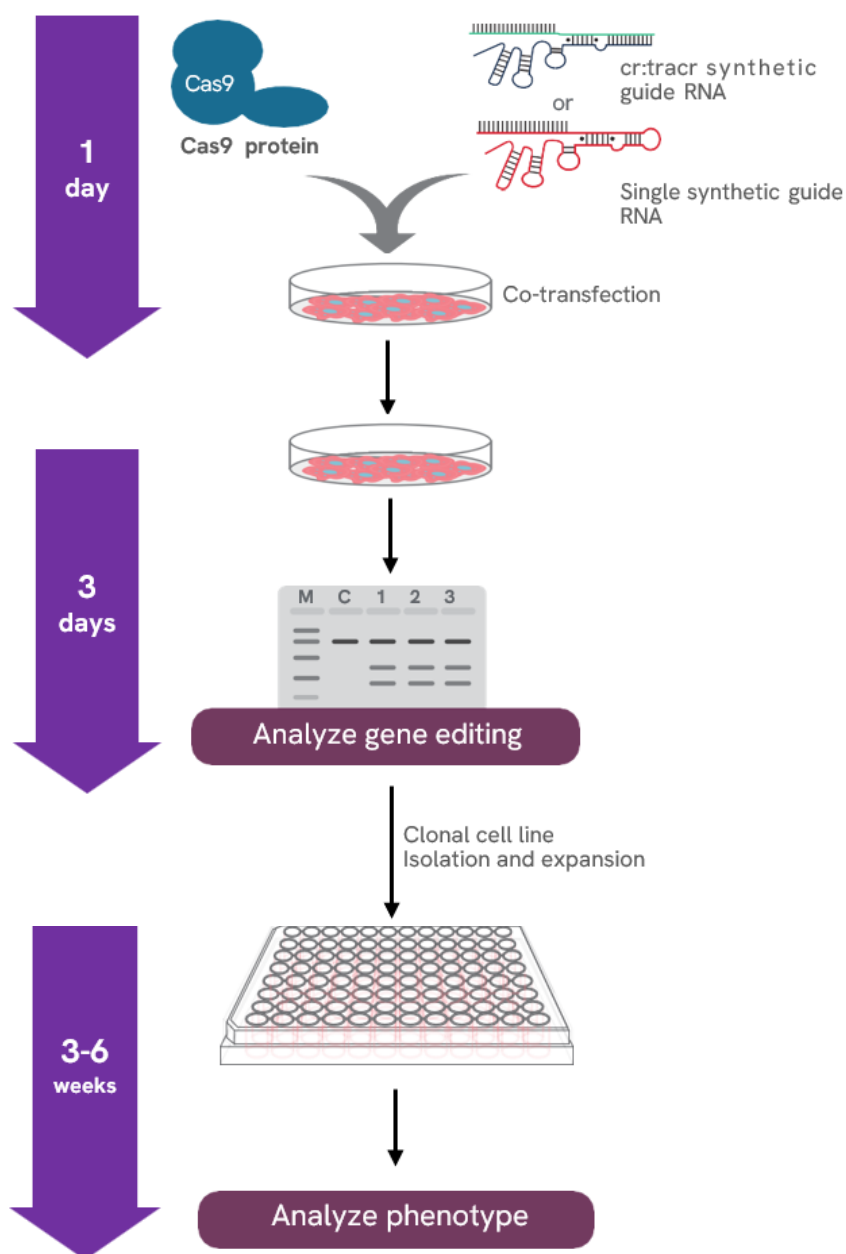 1
day
Cas9
Cas9 protein
cr:tracr synthetic
guide RNA
or
Single synthetic guide
RNA
Co-transfection
3
days
M C 1 2 3
Analyze gene editing
Clonal cell line
Isolation and expansion
3-6
weeks
Analyze phenotype